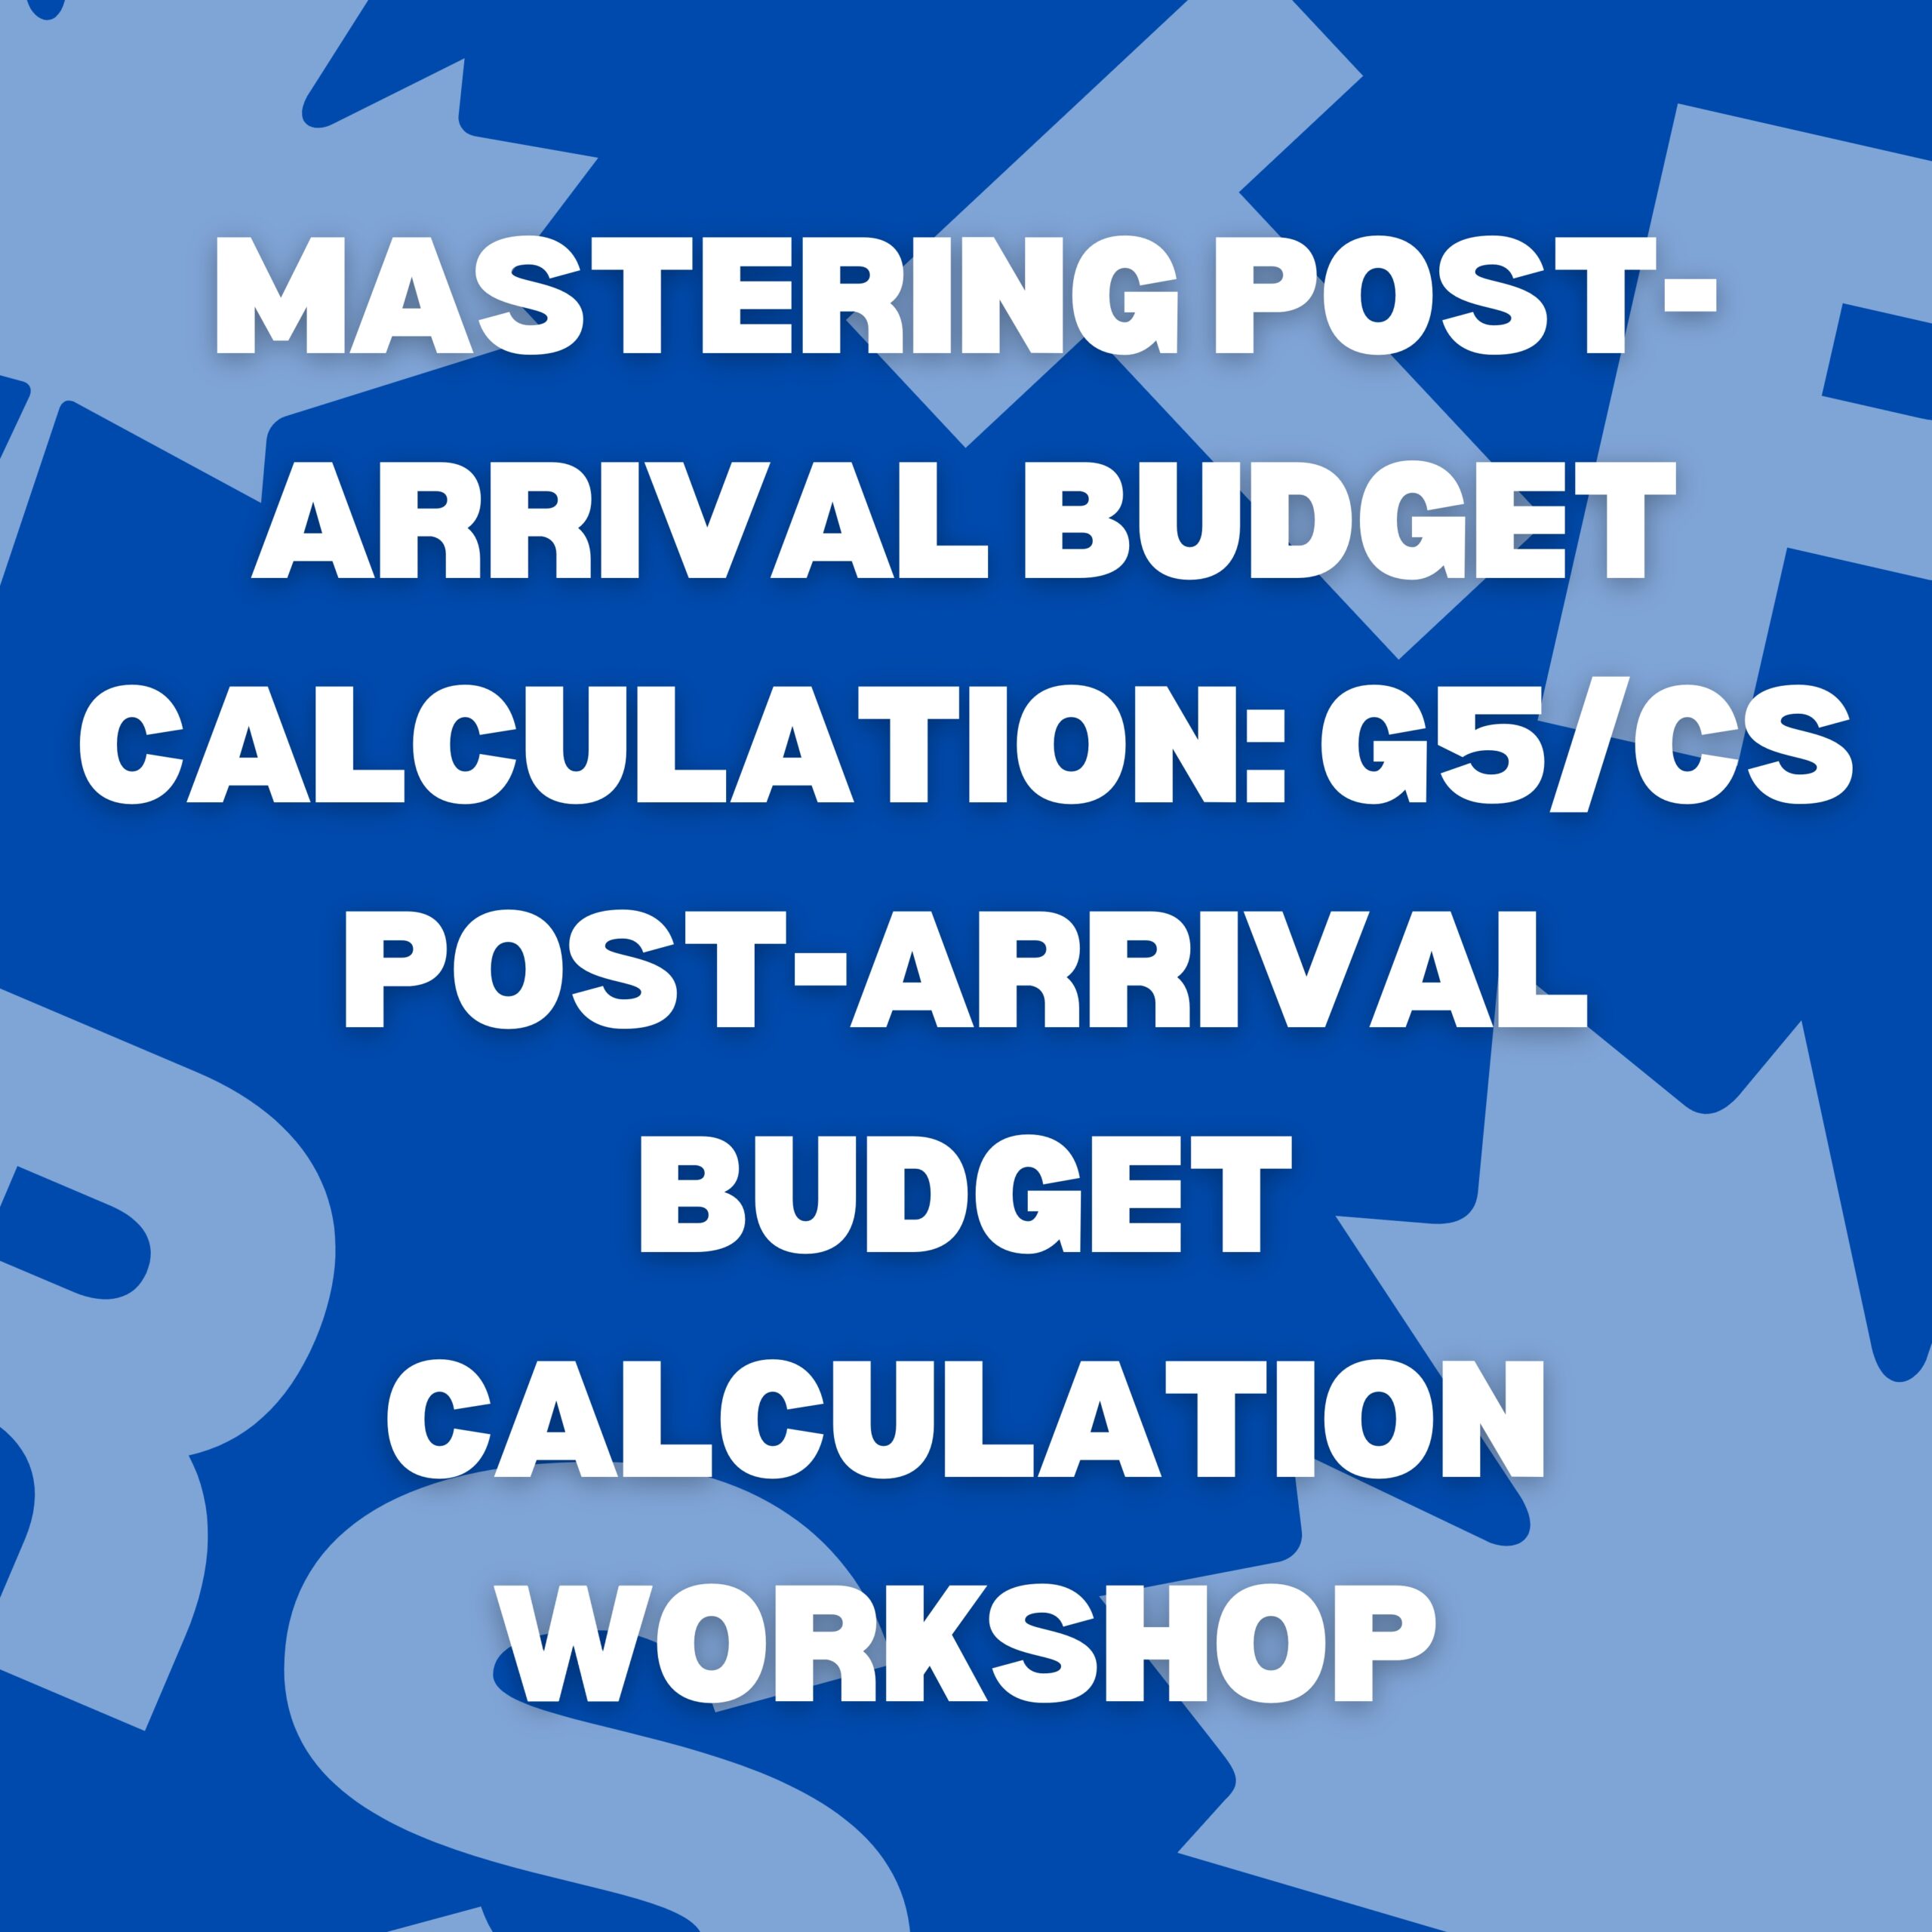 MASTERING POST-
ARRIVAL BUDGET
CALCULATION: G5/CS
POST-ARRIVAL
BUDGET
CALCULATION
WORKSHOP